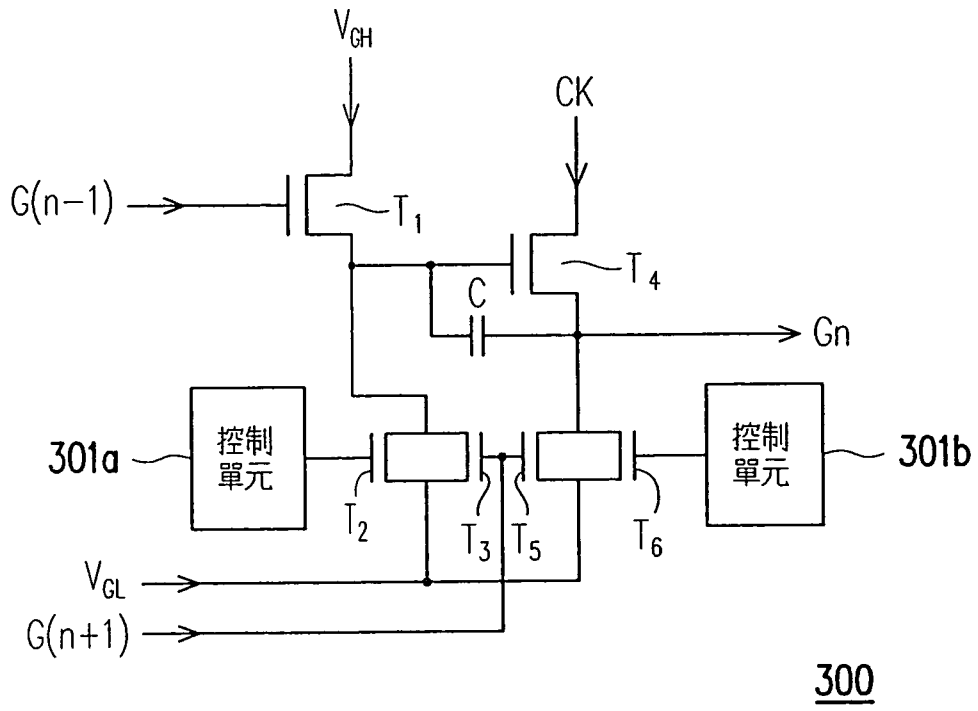 V_GH
CK
G(n-1)
T_1
T_4
C
Gn
301a
控制
單元
控制
單元
301b
T_2
T_3
T_5
T_6
V_GL
G(n+1)
300